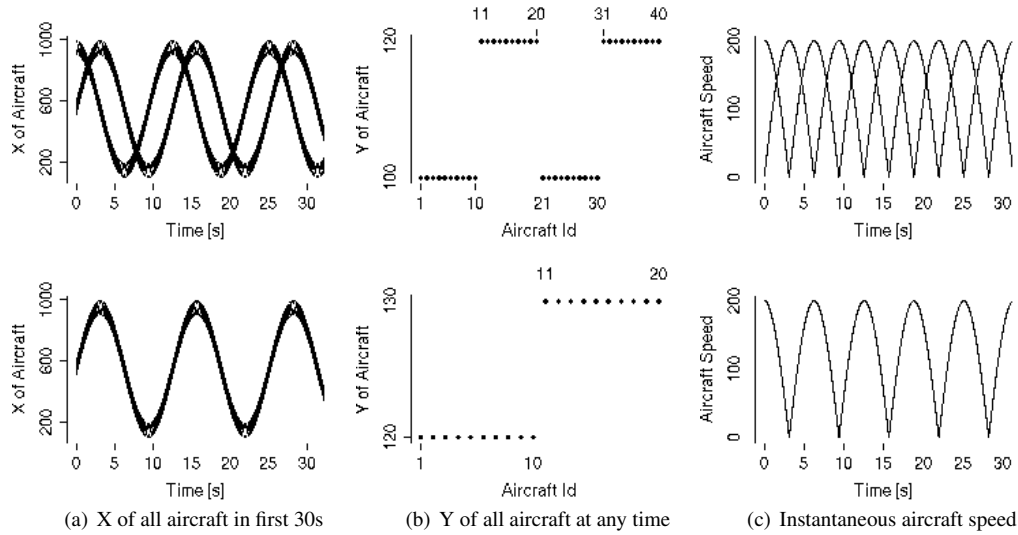 X of Aircraft
200 600 1000
0 5 10 15 20 25 30
Time [s]
11 20 31 40
Y of Aircraft
100 120
1 10 21 30
Aircraft Id
Aircraft Speed
0 100 200
0 5 10 15 20 25 30
Time [s]
X of Aircraft
200 600 1000
0 5 10 15 20 25 30
Time [s]
11 20
Y of Aircraft
120 130
1 10
Aircraft Id
Aircraft Speed
0 100 200
0 5 10 15 20 25 30
Time [s]
(a) X of all aircraft in first 30s
(b) Y of all aircraft at any time
(c) Instantaneous aircraft speed